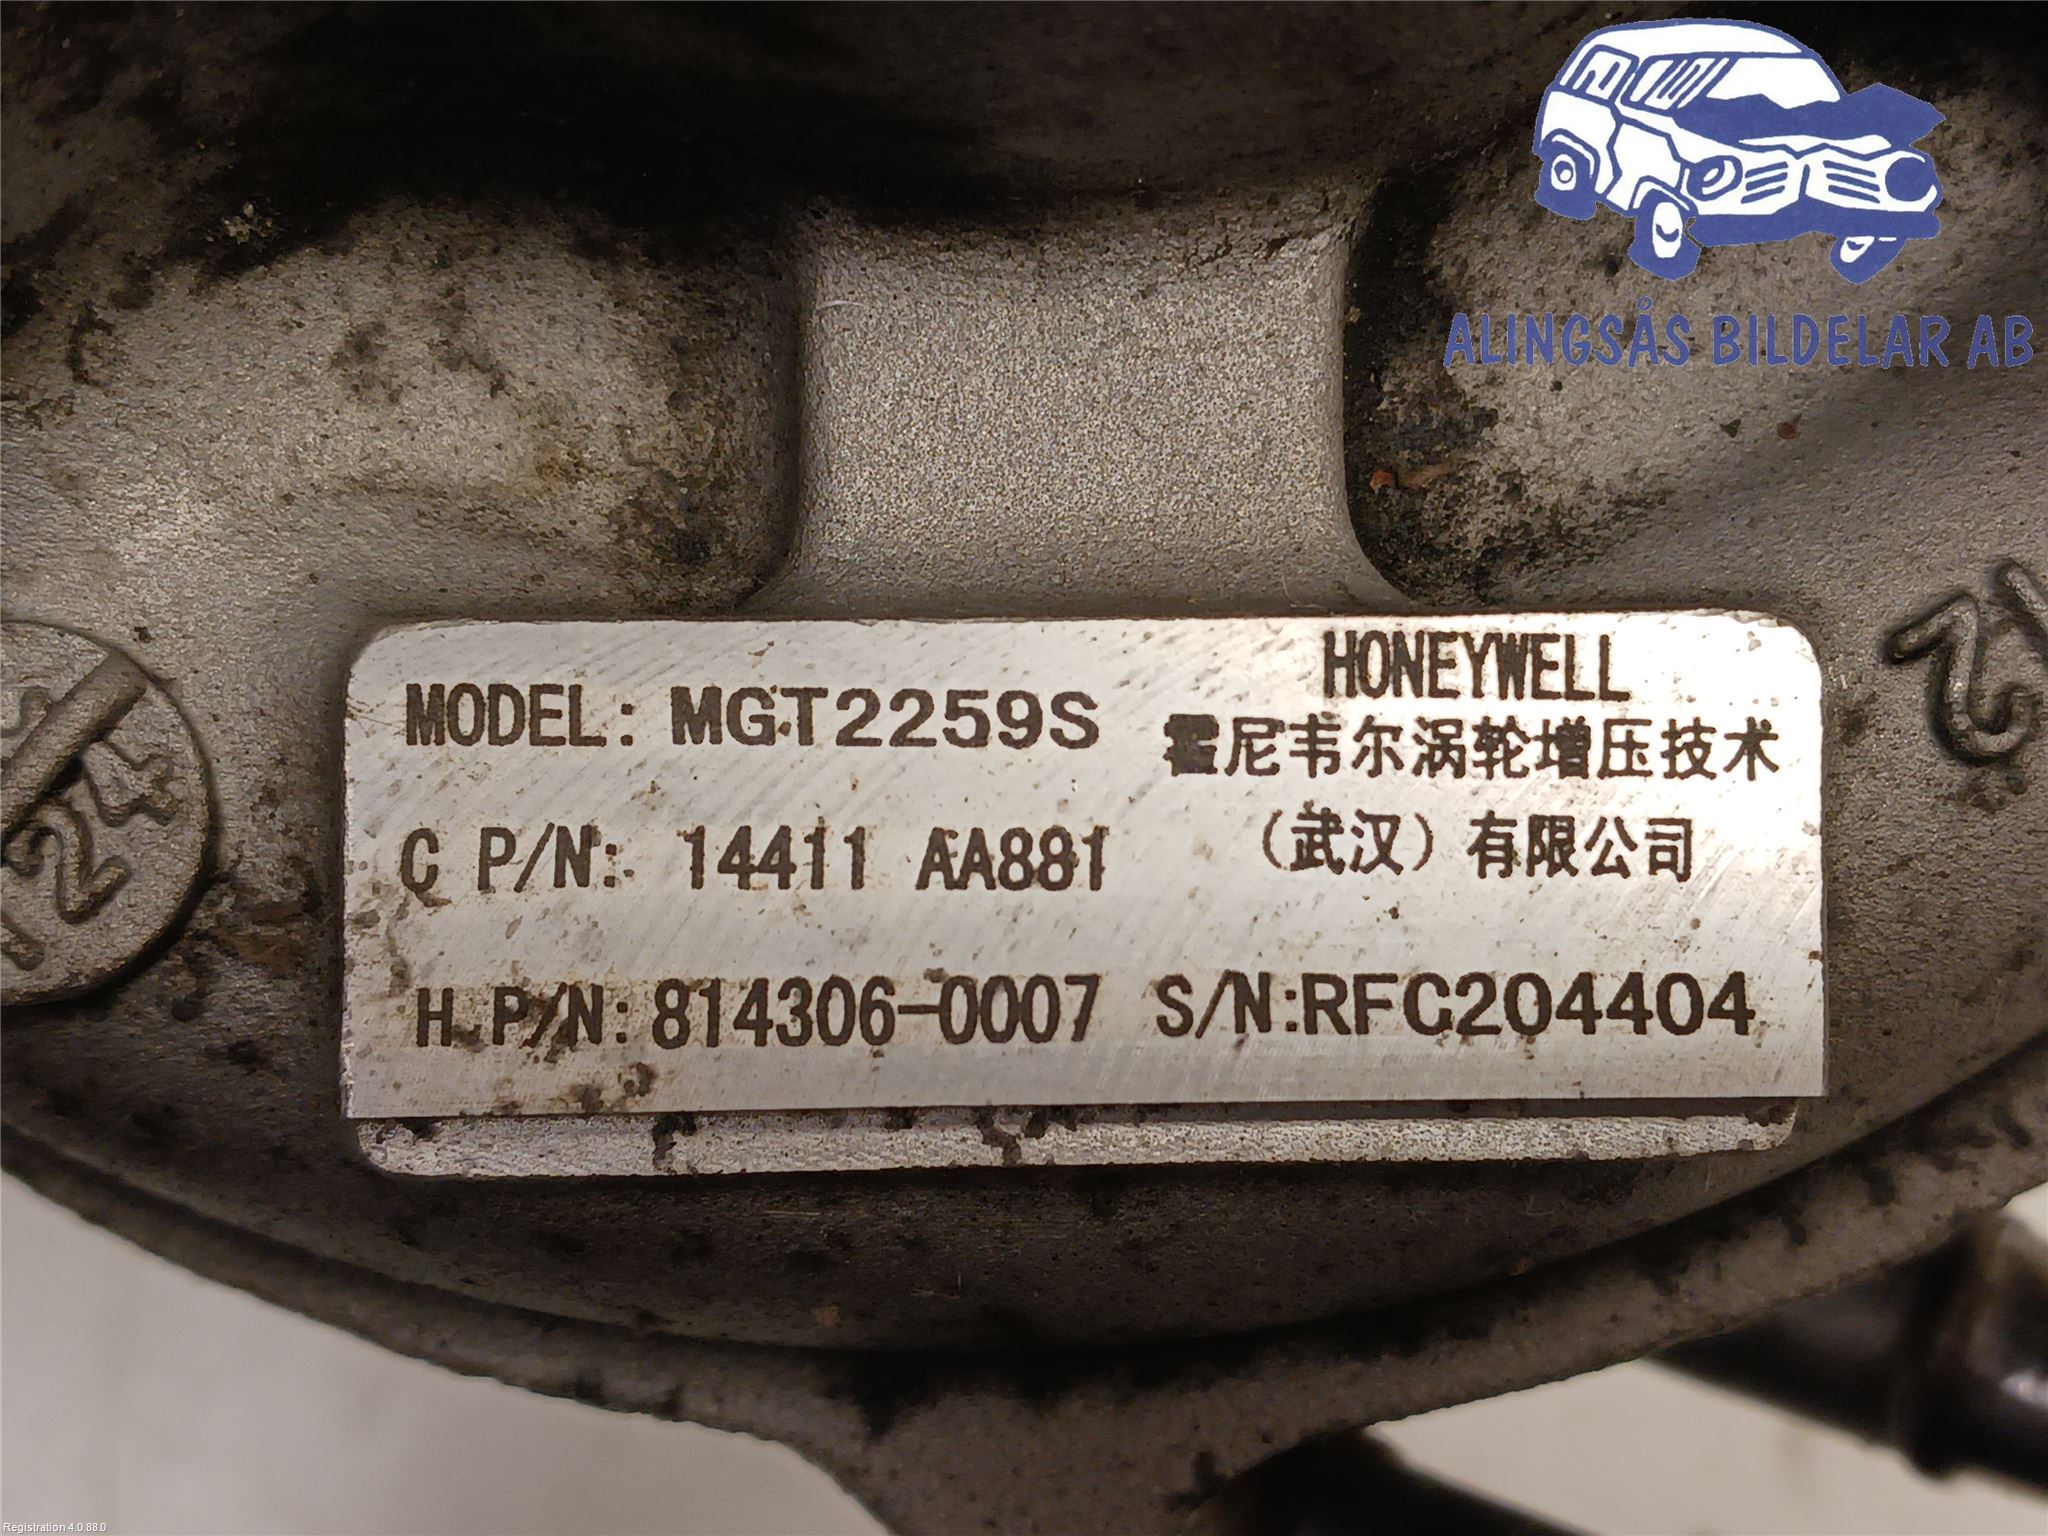 ALINGSÅS BILDELAR AB
HONEYWELL
MODEL: MGT2259S
霍尼韦尔涡轮增压技术
(武汉) 有限公司
C P/N: 14411 AA881
H P/N: 814306-0007 S/N:RFC204404
124
Registration 4.0.88.0